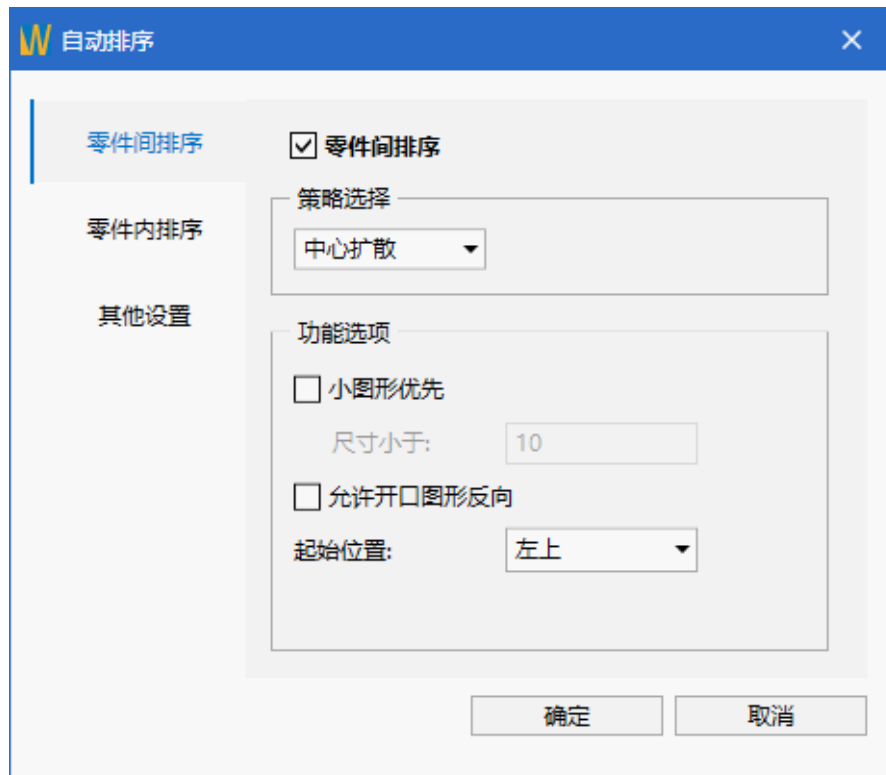 自动排序
零件间排序
零件内排序
其他设置
零件间排序
策略选择
中心扩散
功能选项
小图形优先
尺寸小于: 10
允许开口图形反向
起始位置: 左上
确定 取消